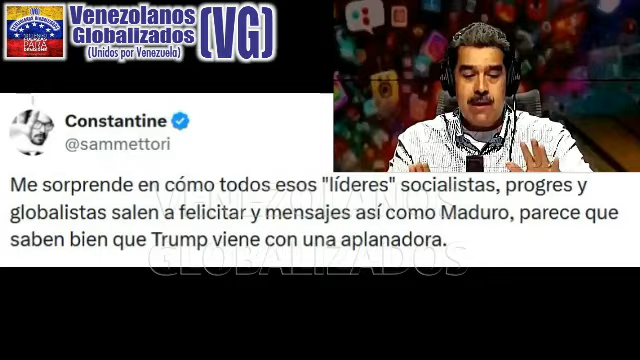 Venezolanos
Globalizados
(Unidos por Venezuela)
(VG)
Constantine
@sammettori
Me sorprende en cómo todos esos "líderes" socialistas, progres y
globalistas salen a felicitar y mensajes así como Maduro, parece que
saben bien que Trump viene con una aplanadora.
VENEZOLANOS
GLOBALIZADOS